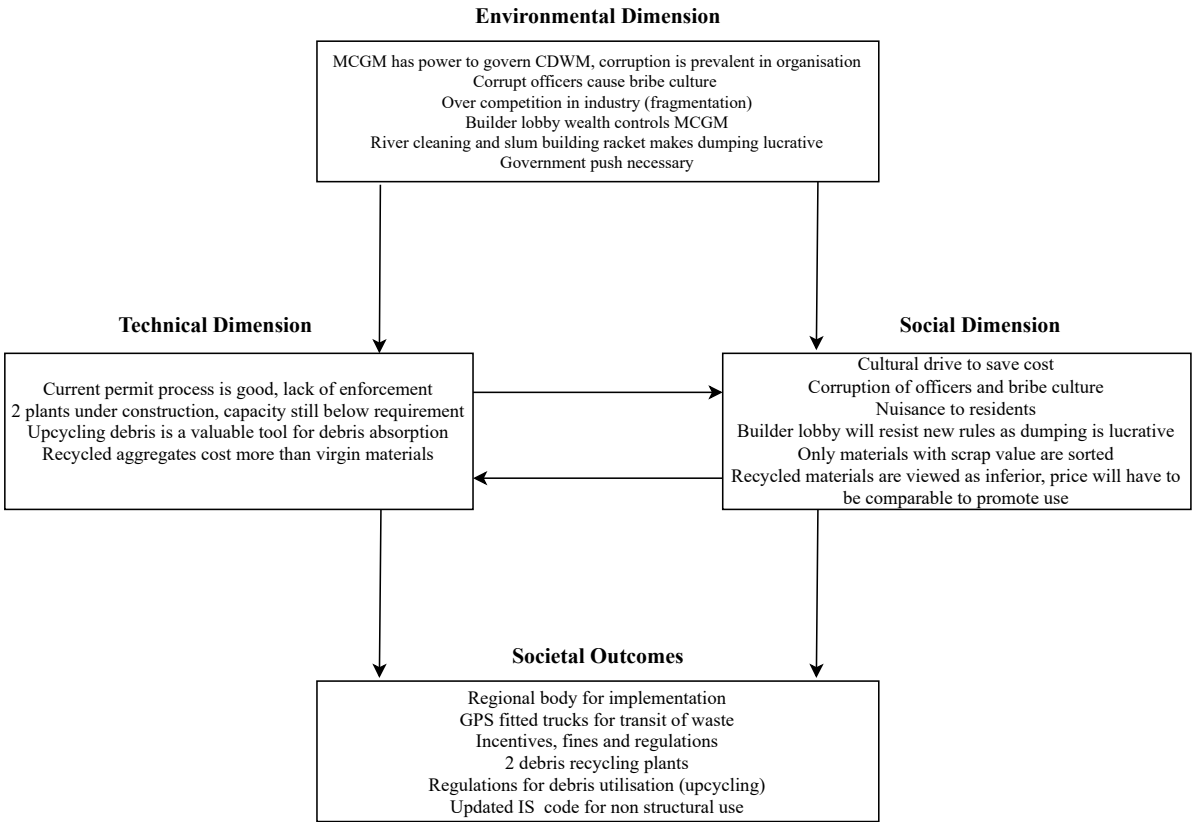 Environmental Dimension
MCGM has power to govern CDWM, corruption is prevalent in organisation
Corrupt officers cause bribe culture
Over competition in industry (fragmentation)
Builder lobby wealth controls MCGM
River cleaning and slum building racket makes dumping lucrative
Government push necessary
Technical Dimension
Current permit process is good, lack of enforcement
2 plants under construction, capacity still below requirement
Upcycling debris is a valuable tool for debris absorption
Recycled aggregates cost more than virgin materials
Social Dimension
Cultural drive to save cost
Corruption of officers and bribe culture
Nuisance to residents
Builder lobby will resist new rules as dumping is lucrative
Only materials with scrap value are sorted
Recycled materials are viewed as inferior, price will have to
be comparable to promote use
Societal Outcomes
Regional body for implementation
GPS fitted trucks for transit of waste
Incentives, fines and regulations
2 debris recycling plants
Regulations for debris utilisation (upcycling)
Updated IS code for non structural use